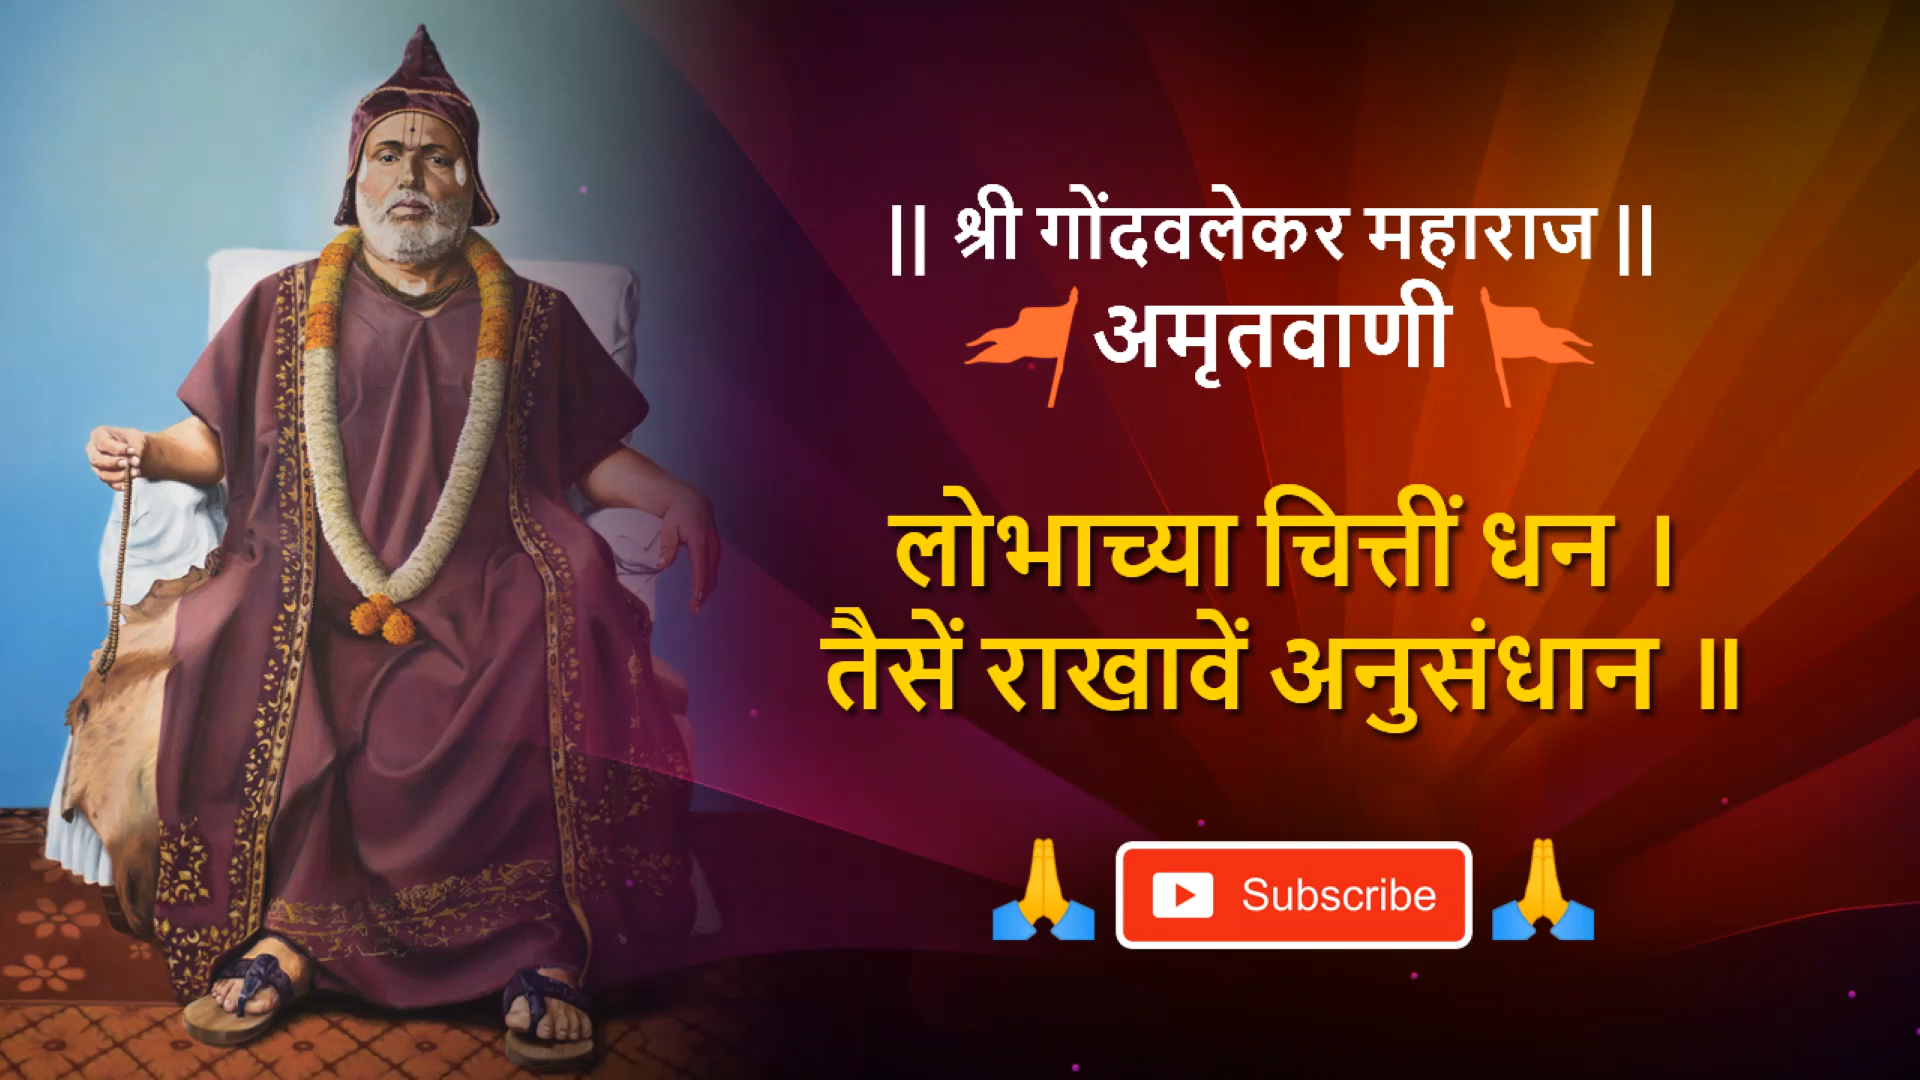 || श्री गोंदवलेकर महाराज ||
अमृतवाणी
लोभाच्या चित्तीं धन ।
तैसें राखावें अनुसंधान ॥
Subscribe